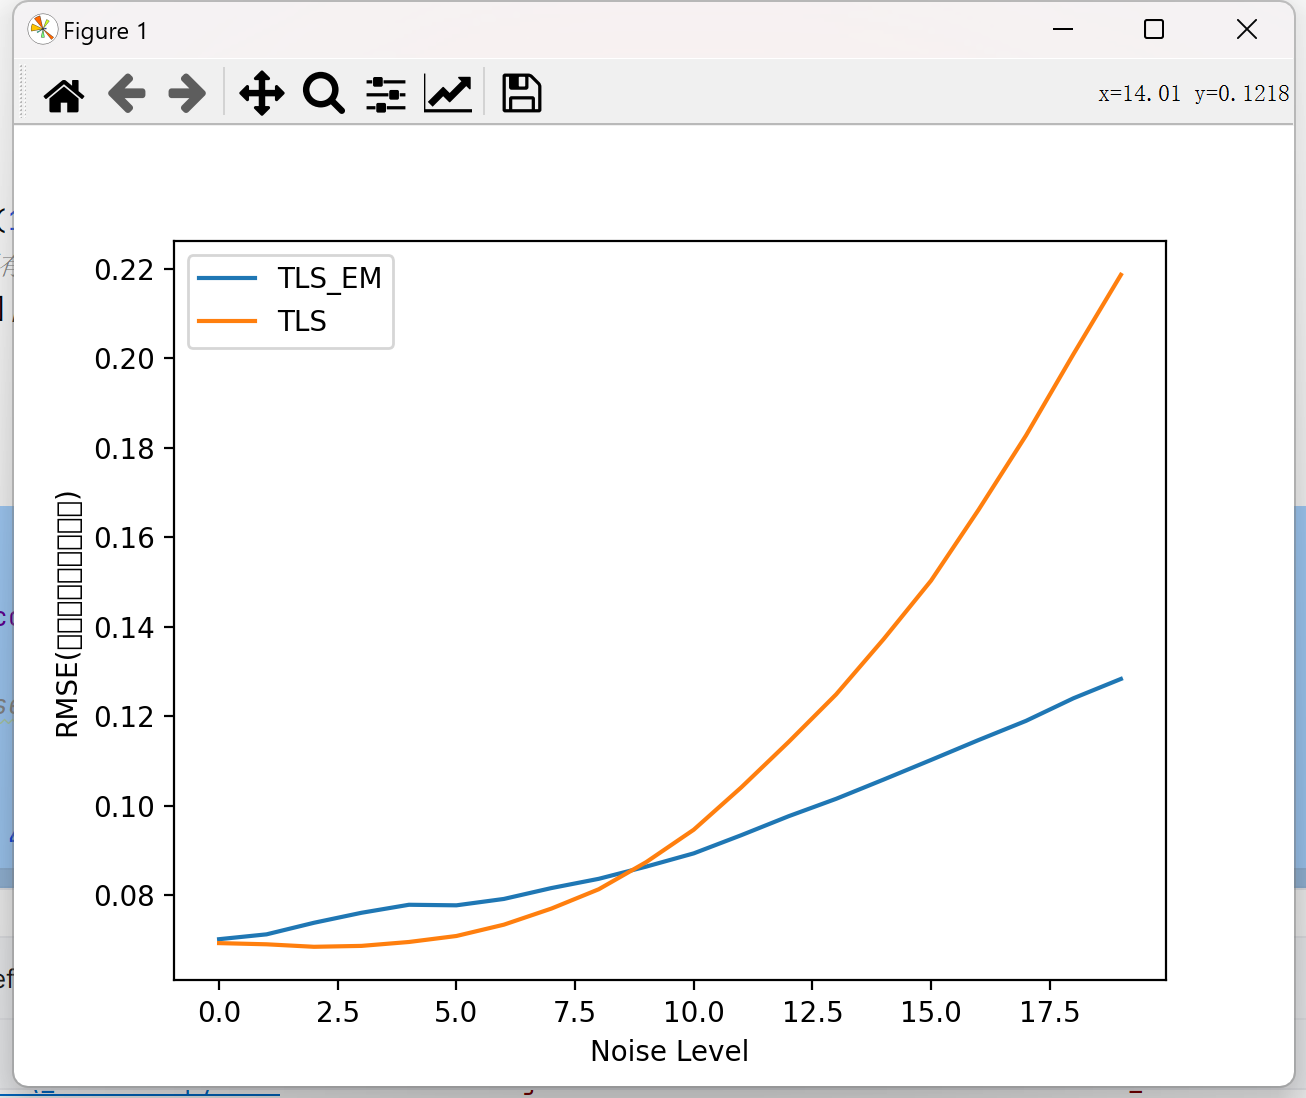 Figure 1
x=14.01 y=0.1218
TLS_EM
TLS
0.22
0.20
0.18
0.16
0.14
0.12
0.10
0.08
RMSE(□□□□□□□□□□)
0.0 2.5 5.0 7.5 10.0 12.5 15.0 17.5
Noise Level